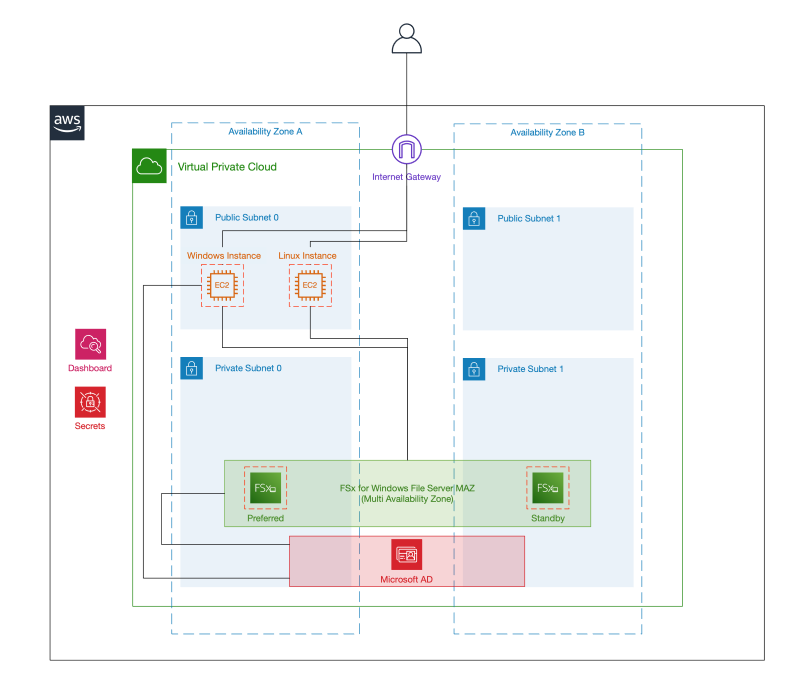 aws
Availability Zone A
Availability Zone B
Virtual Private Cloud
Internet Gateway
Public Subnet 0
Public Subnet 1
Windows Instance
Linux Instance
EC2
EC2
Dashboard
Private Subnet 0
Private Subnet 1
Secrets
FSx
FSx for Windows File Server MAZ
(Multi Availability Zone)
FSx
Preferred
Standby
Microsoft AD